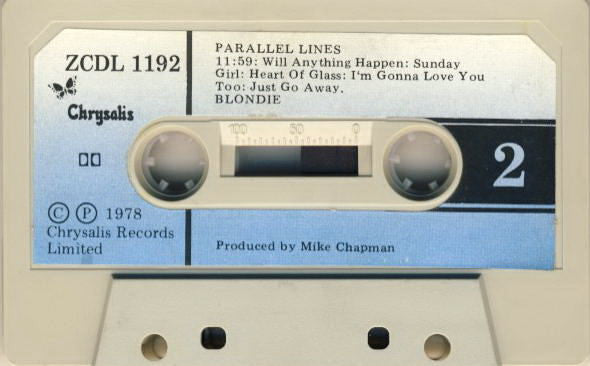 ZCDL 1192
Chrysalis
© ℗ 1978
Chrysalis Records
Limited
PARALLEL LINES
11:59: Will Anything Happen: Sunday
Girl: Heart Of Glass: I'm Gonna Love You
Too: Just Go Away.
BLONDIE
100 50 0
2
Produced by Mike Chapman